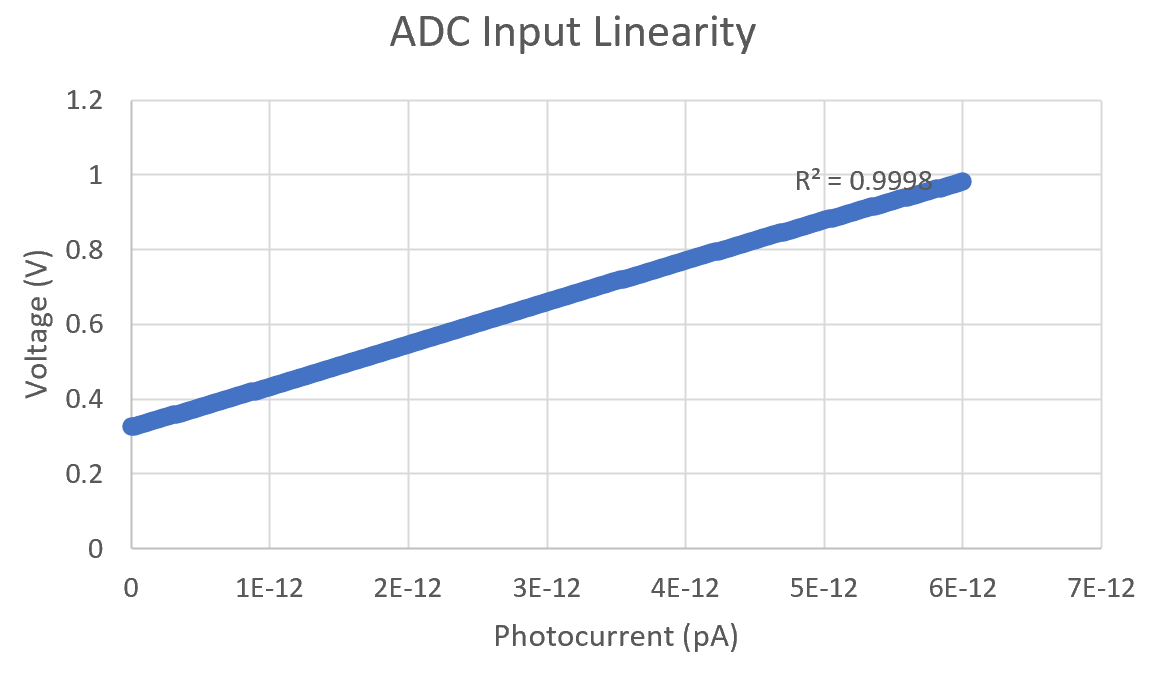 ADC Input Linearity
1.2
1
0.8
0.6
0.4
0.2
0
Voltage (V)
R² = 0.9998
0 1E-12 2E-12 3E-12 4E-12 5E-12 6E-12 7E-12
Photocurrent (pA)